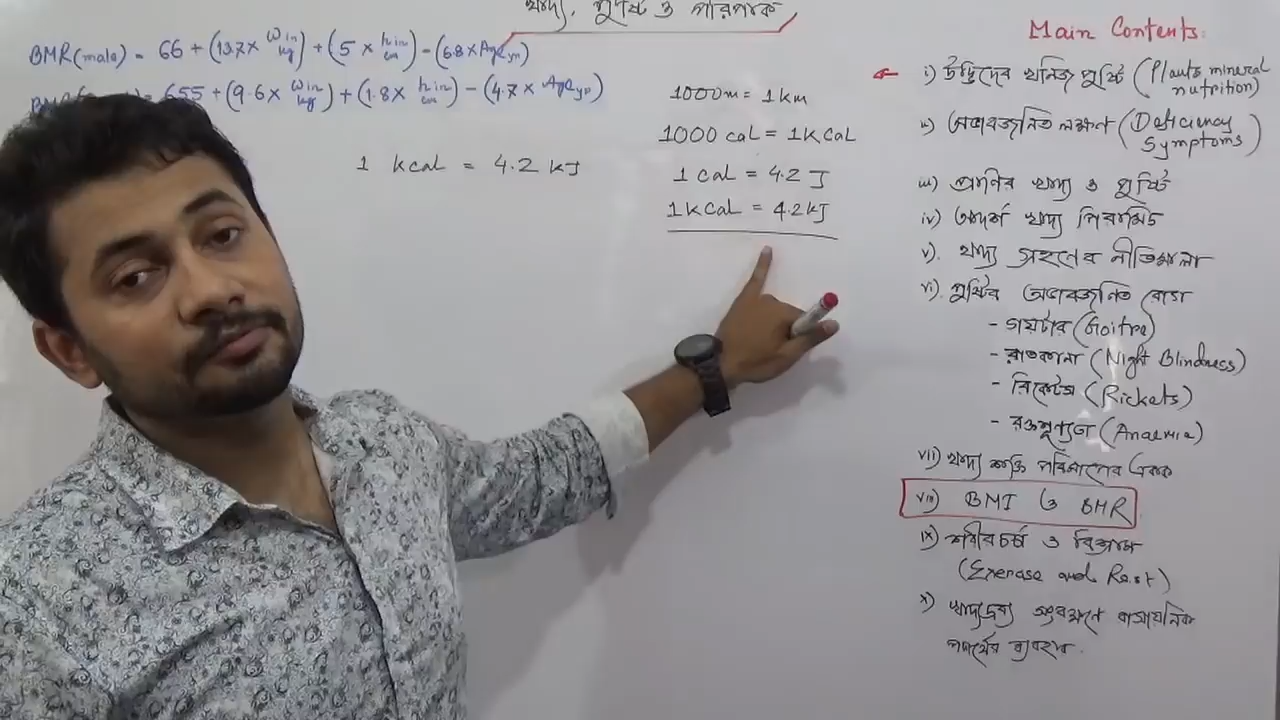 খাদ্য, পুষ্টি ও পরিপাক
BMR(male) = 66 + (13.7 x W in kg) + (5 x h in cm) - (6.8 x Age yr)
655 + (9.6 x W in kg) + (1.8 x h in cm) - (4.7 x Age yr)
1 kcal = 4.2 kJ
1000m = 1km
1000 cal = 1Kcal
1 cal = 4.2 J
1Kcal = 4.2kJ
Main Contents:
i) উদ্ভিদের খনিজ পুষ্টি (Plants mineral nutrition)
ii) অভাবজনিত লক্ষণ (Deficiency Symptoms)
iii) প্রাণির খাদ্য ও পুষ্টি
iv) আদর্শ খাদ্য পিরামিড
v). খাদ্য গ্রহণের নীতিমালা
vi). পুষ্টির অভাবজনিত রোগ
- গয়টার (Goitre)
- রাতকানা (Night Blindness)
- রিকেটস (Rickets)
- রক্তশূণ্যতা (Anaemia)
vii) খাদ্য শক্তি পরিমাপের একক
viii) BMI ও BMR
ix) শরীরচর্চা ও বিশ্রাম
(Exercise and Rest)
x) খাদ্যদ্রব্য সংরক্ষণে রাসায়নিক
পদার্থের ব্যবহার.